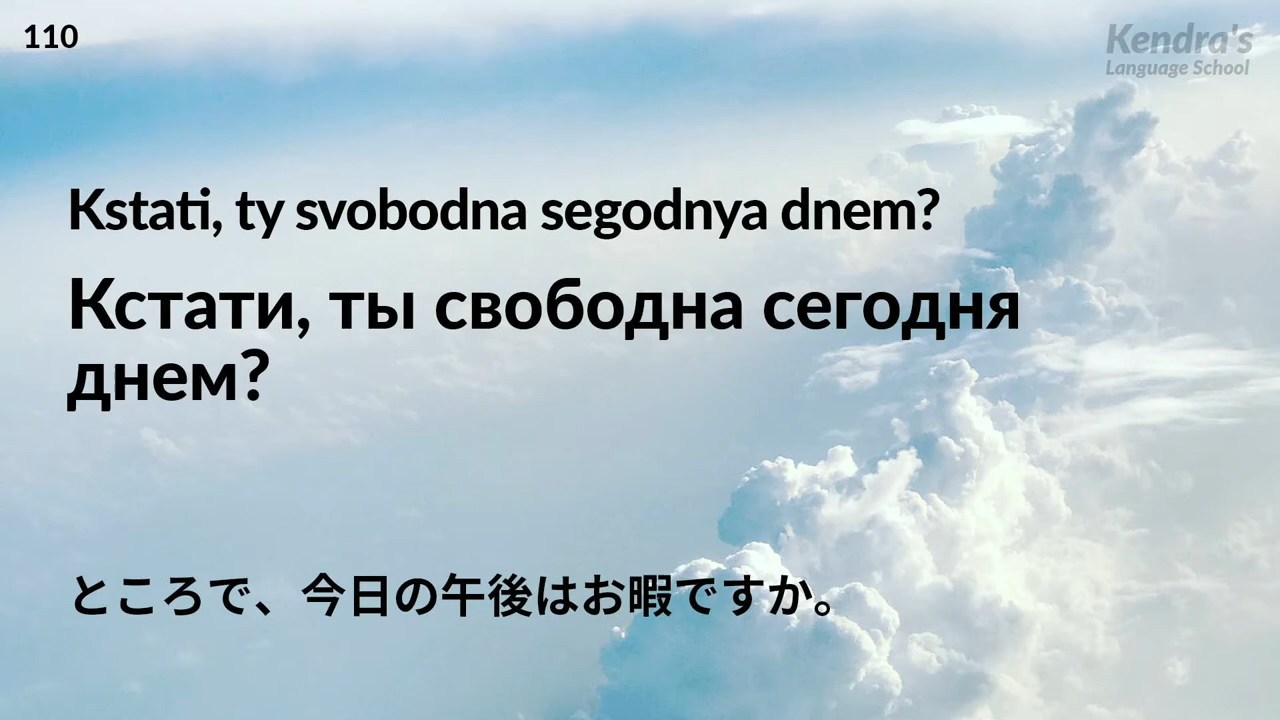 110
Kendra's
Language School
Kstati, ty svobodna segodnya dnem?
Кстати, ты свободна сегодня
днем?
ところで、今日の午後はお暇ですか。